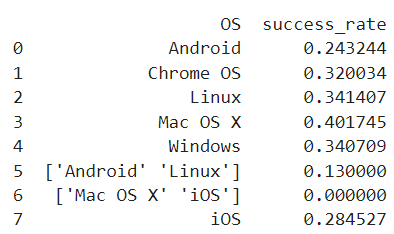 OS success_rate
0 Android 0.243244
1 Chrome OS 0.320034
2 Linux 0.341407
3 Mac OS X 0.401745
4 Windows 0.340709
5 ['Android' 'Linux'] 0.130000
6 ['Mac OS X' 'iOS'] 0.000000
7 iOS 0.284527